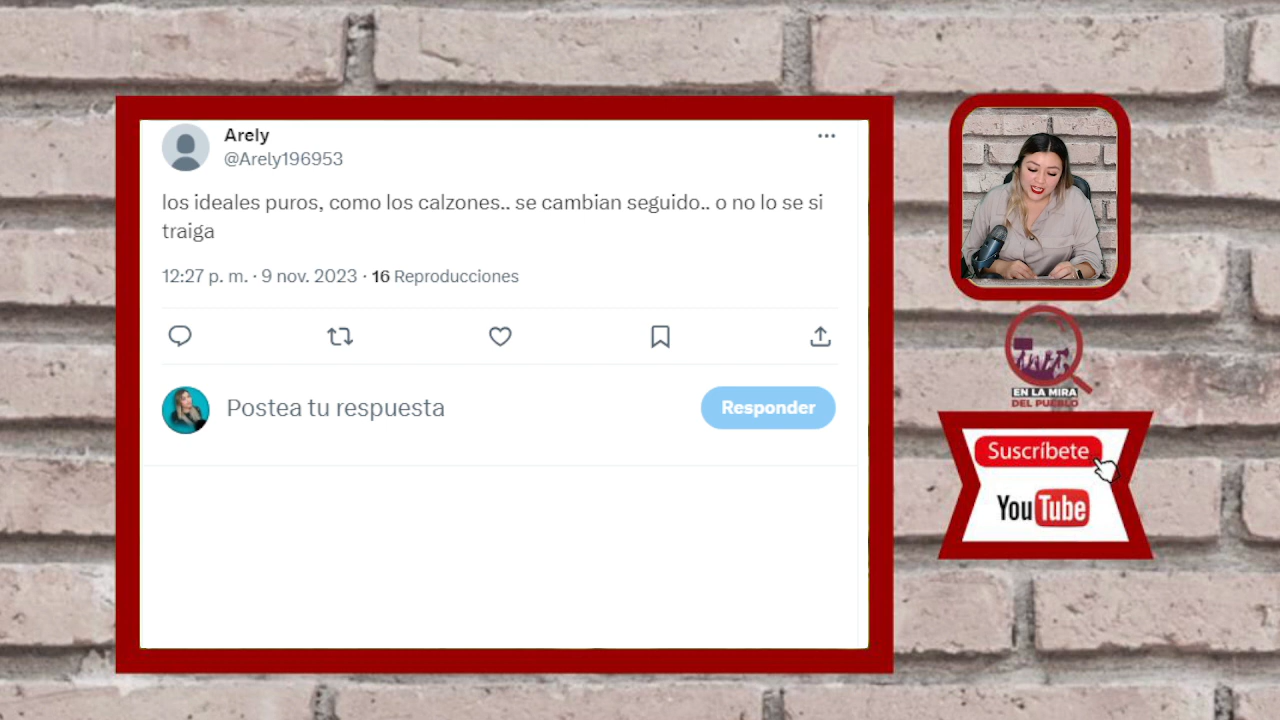 Arely
@Arely196953
los ideales puros, como los calzones.. se cambian seguido.. o no lo se si
traiga
12:27 p. m. · 9 nov. 2023 · 16 Reproducciones
Postea tu respuesta
Responder
EN LA MIRA
DEL PUEBLO
Suscríbete
YouTube